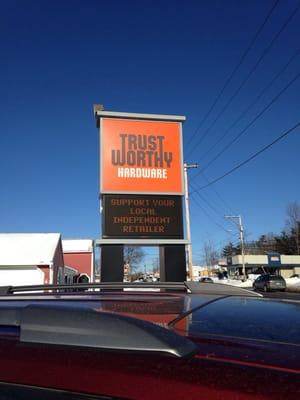 TRUST
WORTHY
HARDWARE
SUPPORT YOUR
LOCAL
INDEPENDENT
RETAILER